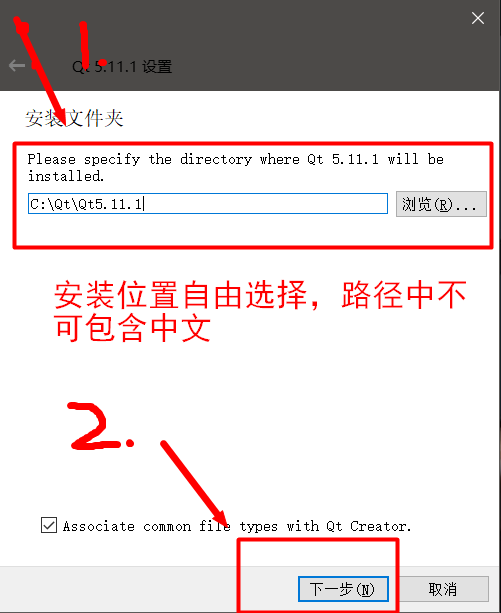 1.
Qt 5.11.1 设置
安装文件夹
Please specify the directory where Qt 5.11.1 will be
installed.
C:\Qt\Qt5.11.1
浏览(R)...
安装位置自由选择，路径中不
可包含中文
2.
Associate common file types with Qt Creator.
下一步(N)
取消